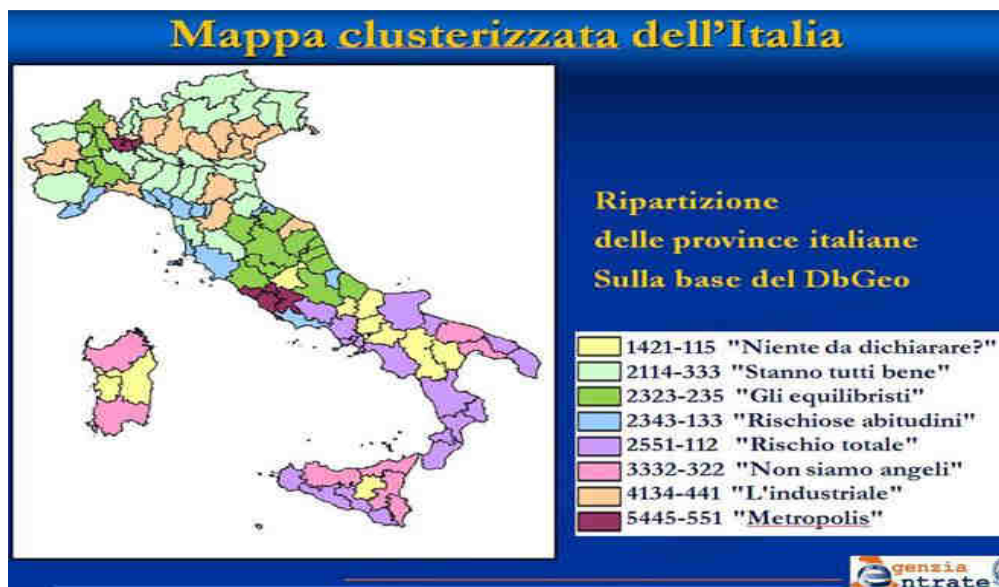 Mappa clusterizzata dell'Italia
Ripartizione
delle province italiane
Sulla base del DbGeo
1421-115 "Niente da dichiarare?"
2114-333 "Stanno tutti bene"
2323-235 "Gli equilibristi"
2343-133 "Rischiose abitudini"
2551-112 "Rischio totale"
3332-322 "Non siamo angeli"
4134-441 "L'industriale"
5445-551 "Metropolis"
genzia
ntrate